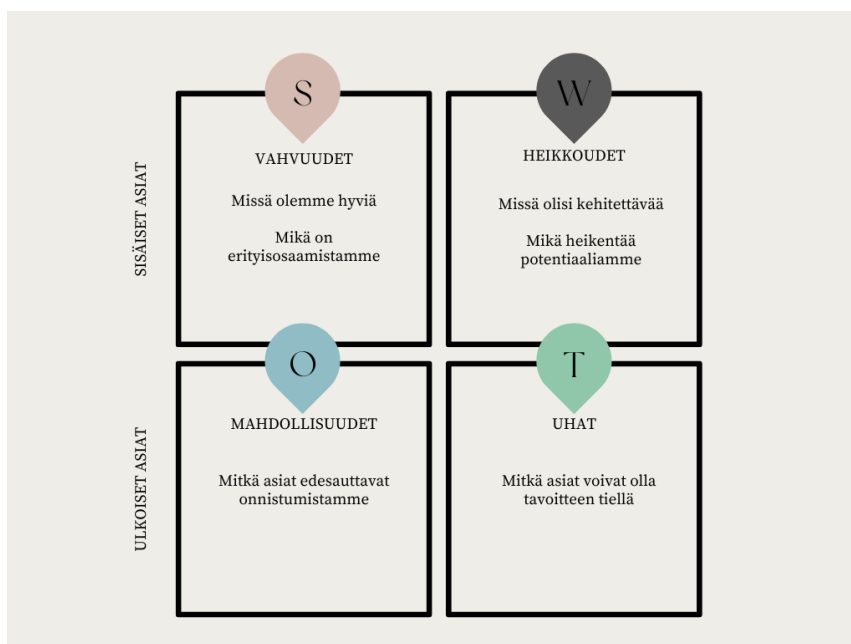 S
VAHVUUDET
Missä olemme hyviä
Mikä on
erityisosaamistamme
W
HEIKKOUDET
Missä olisi kehitettävää
Mikä heikentää
potentiaaliamme
SISÄISET ASIAT
O
MAHDOLLISUUDET
Mitkä asiat edesauttavat
onnistumistamme
T
UHAT
Mitkä asiat voivat olla
tavoitteen tiellä
ULKOISET ASIAT